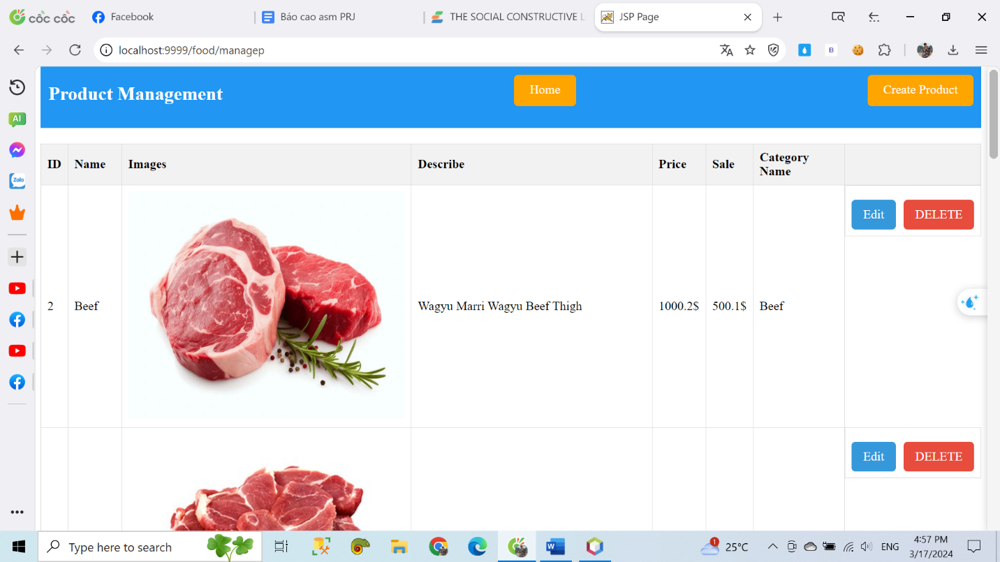 cốc cốc
Facebook
Báo cao asm PRJ
THE SOCIAL CONSTRUCTIVE L
JSP Page
localhost:9999/food/managep
B
AI
Zalo
Product Management
Home
Create Product
ID
Name
Images
Describe
Price
Sale
Category
Name
2
Beef
Wagyu Marri Wagyu Beef Thigh
1000.2$
500.1$
Beef
Edit
DELETE
Edit
DELETE
Type here to search
W
1
25°C
ENG
4:57 PM
3/17/2024